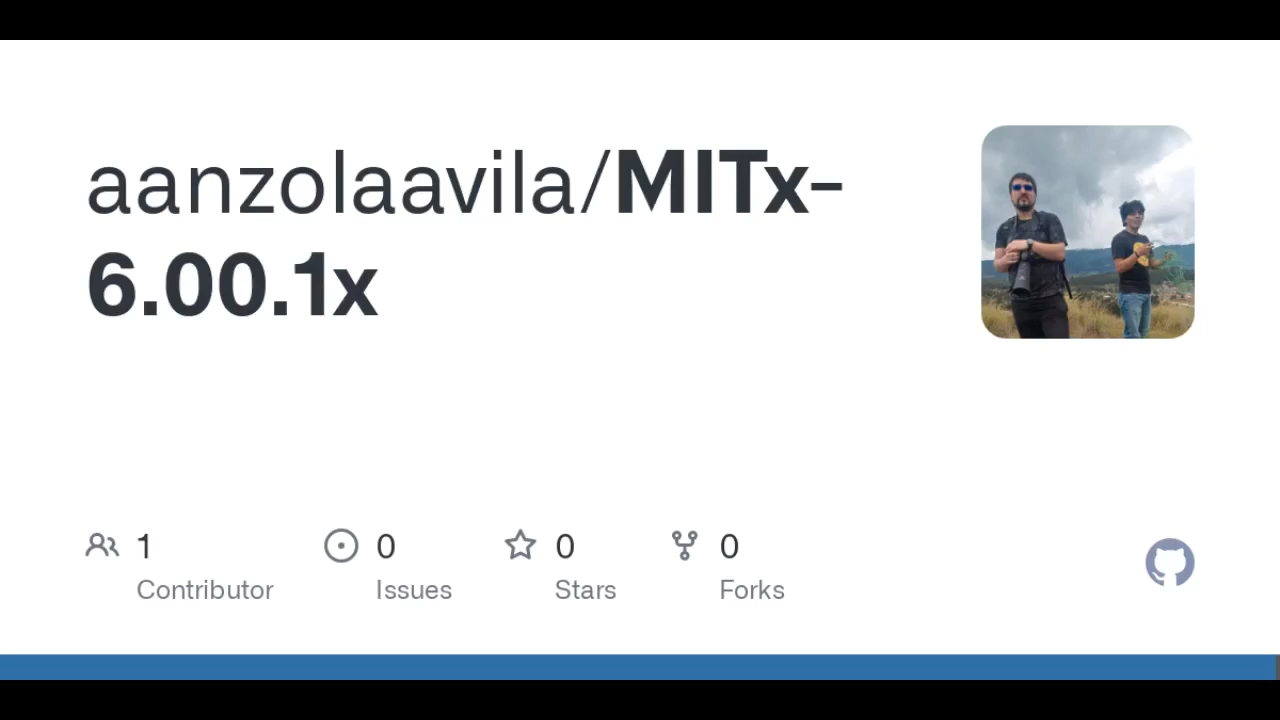 aanzolaavila/MITx-
6.00.1x
1 0 0 0
Contributor Issues Stars Forks